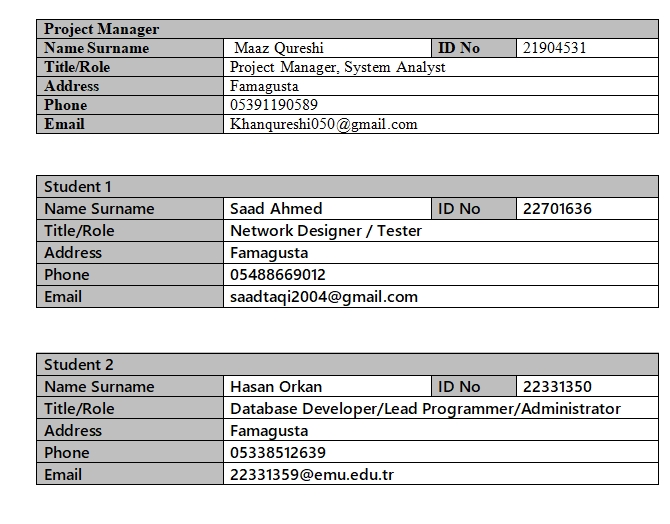 Project Manager
Name Surname Maaz Qureshi ID No 21904531
Title/Role Project Manager, System Analyst
Address Famagusta
Phone 05391190589
Email Khanqureshi050@gmail.com
Student 1
Name Surname Saad Ahmed ID No 22701636
Title/Role Network Designer / Tester
Address Famagusta
Phone 05488669012
Email saadtaqi2004@gmail.com
Student 2
Name Surname Hasan Orkan ID No 22331350
Title/Role Database Developer/Lead Programmer/Administrator
Address Famagusta
Phone 05338512639
Email 22331359@emu.edu.tr